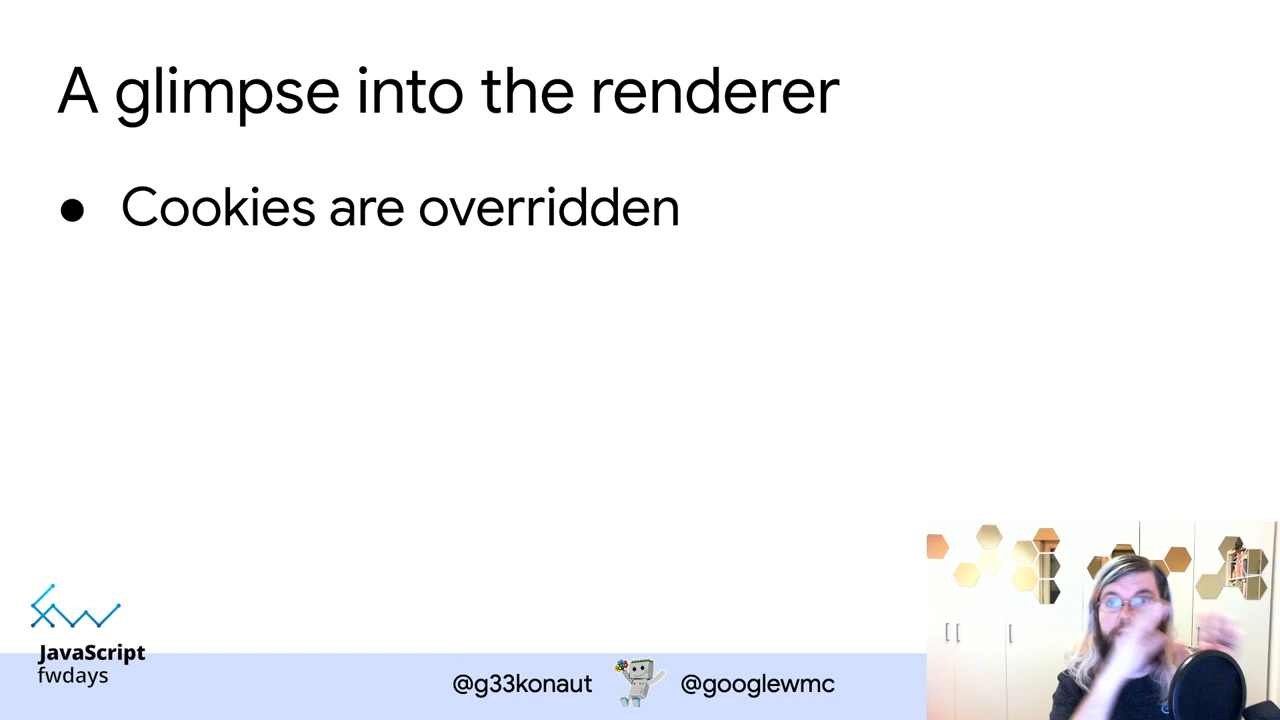 A glimpse into the renderer
● Cookies are overridden
JavaScript
fwdays
@g33konaut
@googlewmc